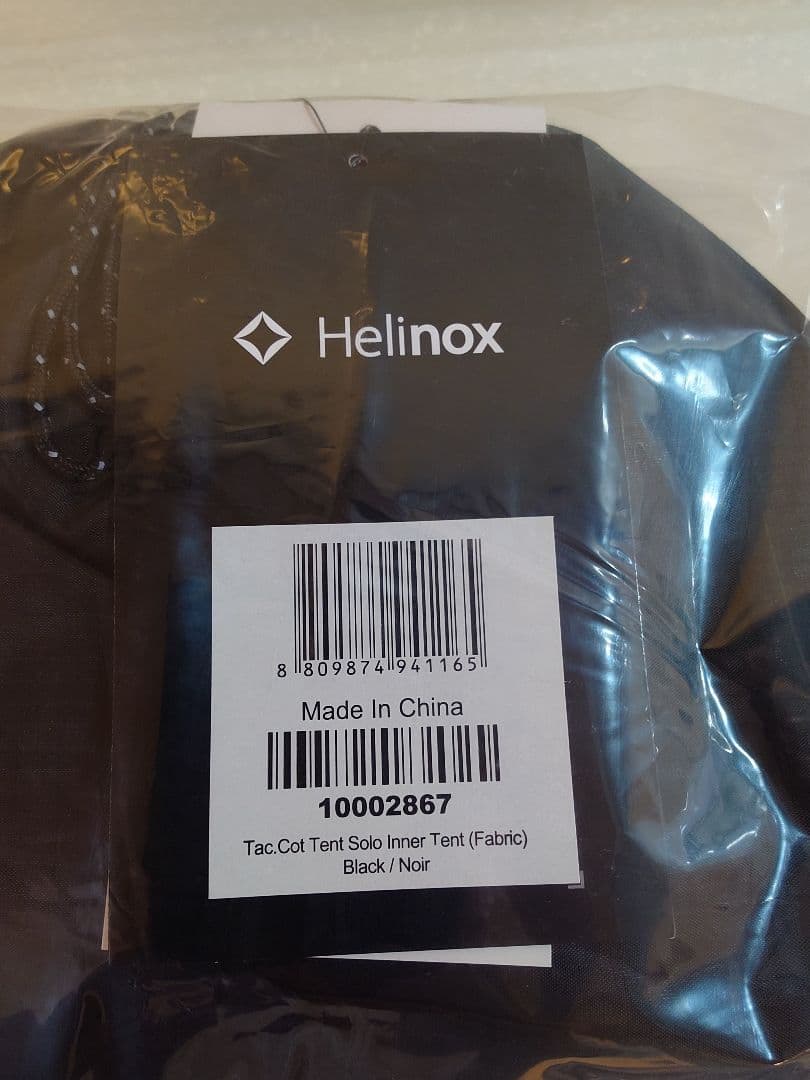 Helinox
8 809874 941165
Made In China
10002867
Tac.Cot Tent Solo Inner Tent (Fabric)
Black / Noir